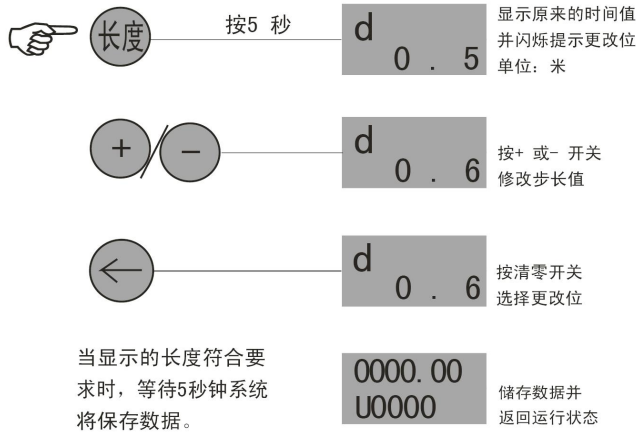 长度
按5 秒
d
0 . 5
显示原来的时间值
并闪烁提示更改位
单位：米
+ / −
d
0 . 6
按+ 或- 开关
修改步长值
←
d
0 . 6
按清零开关
选择更改位
当显示的长度符合要
求时，等待5秒钟系统
将保存数据。
0000.00
U0000
储存数据并
返回运行状态